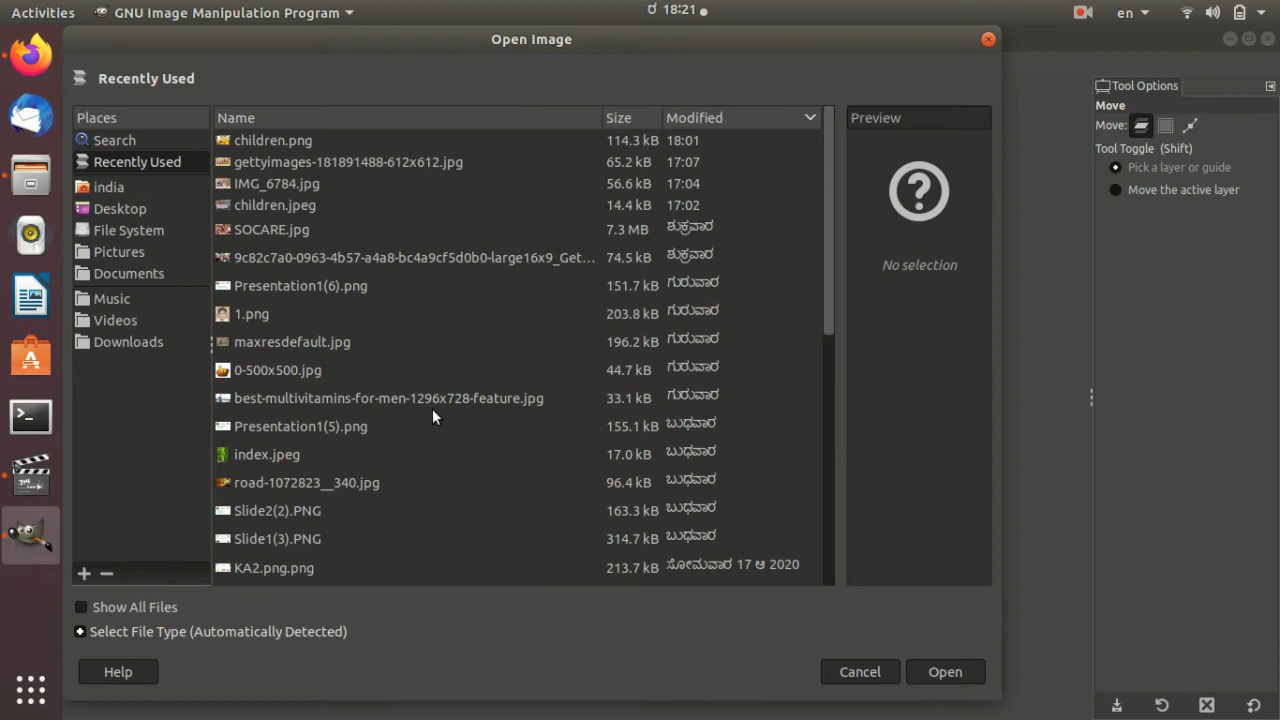 Activities GNU Image Manipulation Program ರ 18:21 en
Open Image
Recently Used
Places Name Size Modified Preview
Search
Recently Used
india
Desktop
File System
Pictures
Documents
Music
Videos
Downloads
children.png 114.3 kB 18:01
gettyimages-181891488-612x612.jpg 65.2 kB 17:07
IMG_6784.jpg 56.6 kB 17:04
children.jpeg 14.4 kB 17:02
SOCARE.jpg 7.3 MB ಶುಕ್ರವಾರ
9c82c7a0-0963-4b57-a4a8-bc4a9cf5d0b0-large16x9_Get... 74.5 kB ಶುಕ್ರವಾರ
Presentation1(6).png 151.7 kB ಗುರುವಾರ
1.png 203.8 kB ಗುರುವಾರ
maxresdefault.jpg 196.2 kB ಗುರುವಾರ
0-500x500.jpg 44.7 kB ಗುರುವಾರ
best-multivitamins-for-men-1296x728-feature.jpg 33.1 kB ಗುರುವಾರ
Presentation1(5).png 155.1 kB ಬುಧವಾರ
index.jpeg 17.0 kB ಬುಧವಾರ
road-1072823__340.jpg 96.4 kB ಬುಧವಾರ
Slide2(2).PNG 163.3 kB ಬುಧವಾರ
Slide1(3).PNG 314.7 kB ಬುಧವಾರ
KA2.png.png 213.7 kB ಸೋಮವಾರ 17 ಆ 2020
No selection
Show All Files
Select File Type (Automatically Detected)
Help Cancel Open
Tool Options
Move
Move:
Tool Toggle (Shift)
Pick a layer or guide
Move the active layer